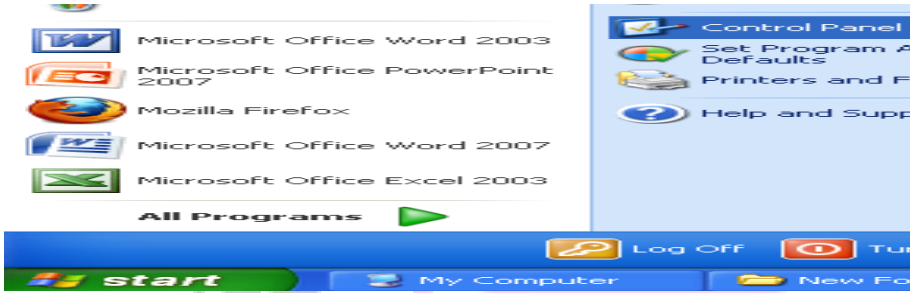 Microsoft Office Word 2003
Microsoft Office PowerPoint
2007
Mozilla Firefox
Microsoft Office Word 2007
Microsoft Office Excel 2003
All Programs
Control Panel
Set Program A
Defaults
Printers and F
Help and Supp
Log Off
Tur
start
My Computer
New Fo